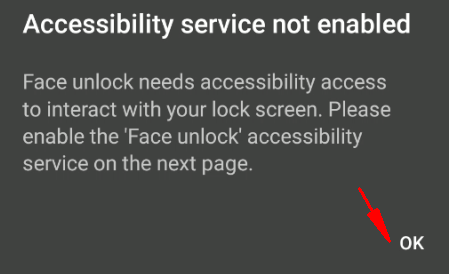 Accessibility service not enabled
Face unlock needs accessibility access
to interact with your lock screen. Please
enable the 'Face unlock' accessibility
service on the next page.
OK